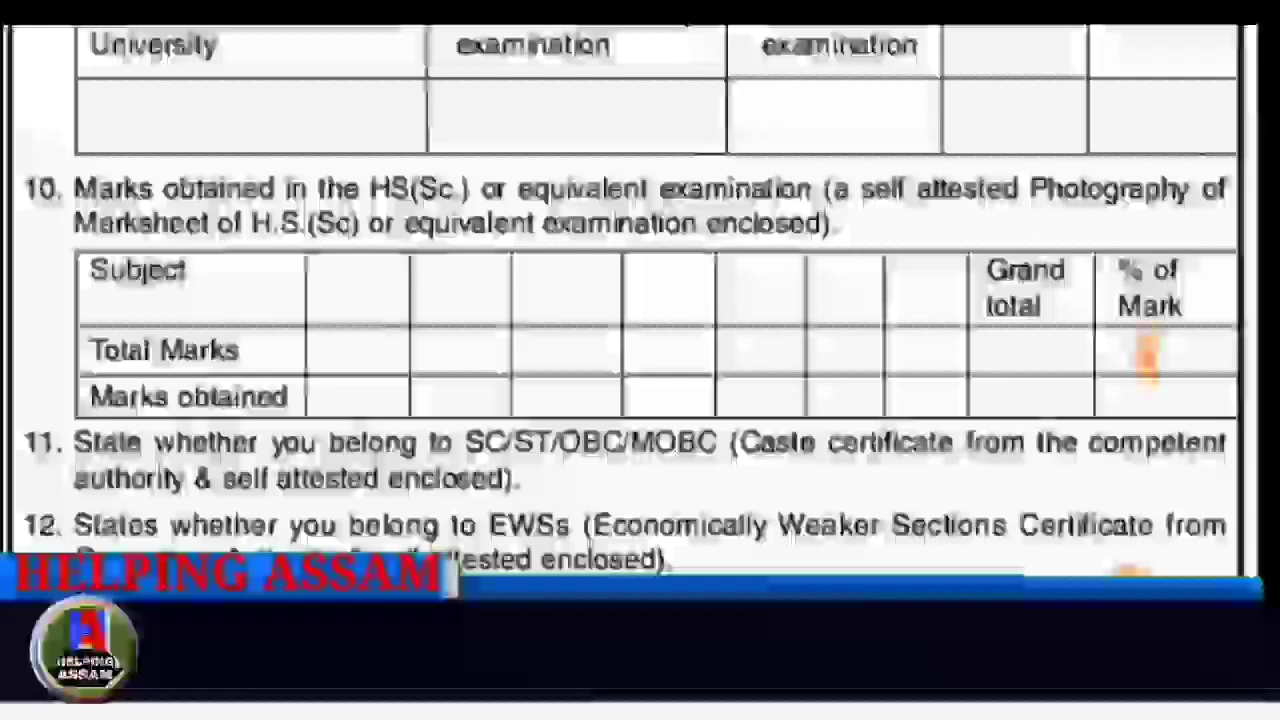 University examination examination
10. Marks obtained in the HS(Sc.) or equivalent examination (a self attested Photography of
Marksheet of H.S.(Sc) or equivalent examination enclosed).
Subject Grand total % of Mark
Total Marks
Marks obtained
11. State whether you belong to SC/ST/OBC/MOBC (Caste certificate from the competent
authority & self attested enclosed).
12. States whether you belong to EWSs (Economically Weaker Sections Certificate from
enclosed).
HELPING ASSAM
A
HELPING
ASSAM